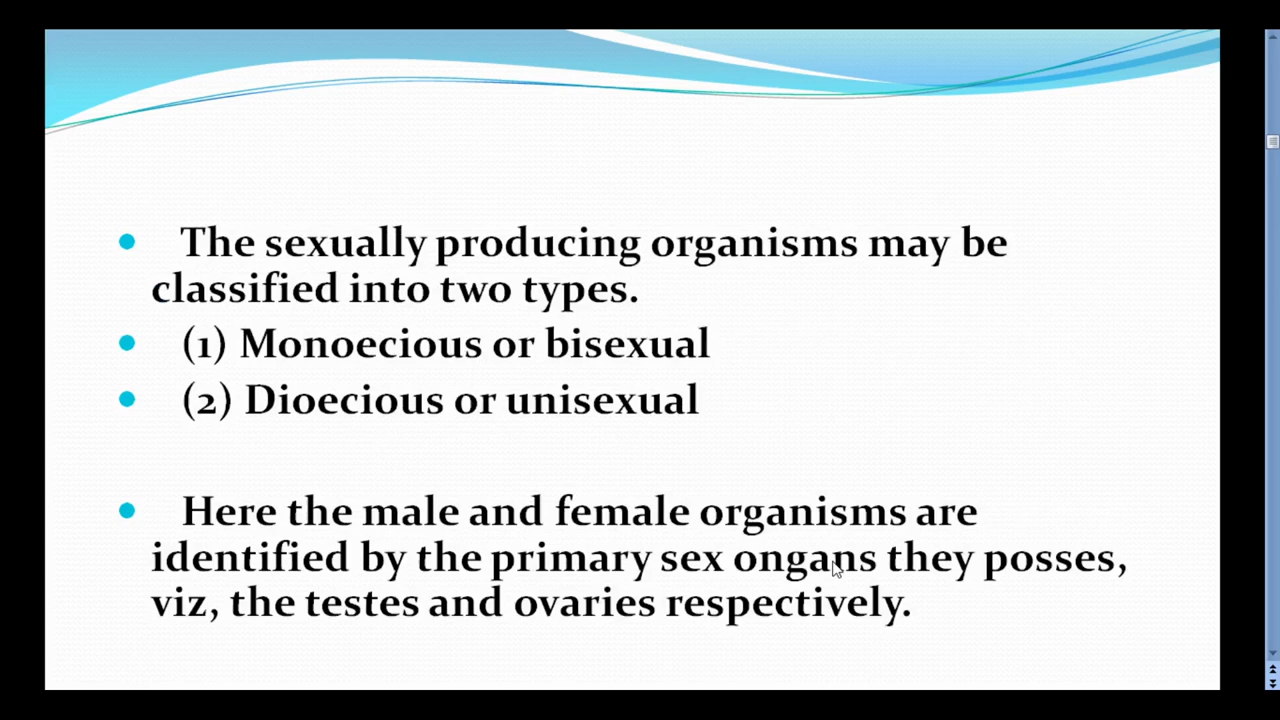 The sexually producing organisms may be
classified into two types.
(1) Monoecious or bisexual
(2) Dioecious or unisexual
Here the male and female organisms are
identified by the primary sex ongans they posses,
viz, the testes and ovaries respectively.